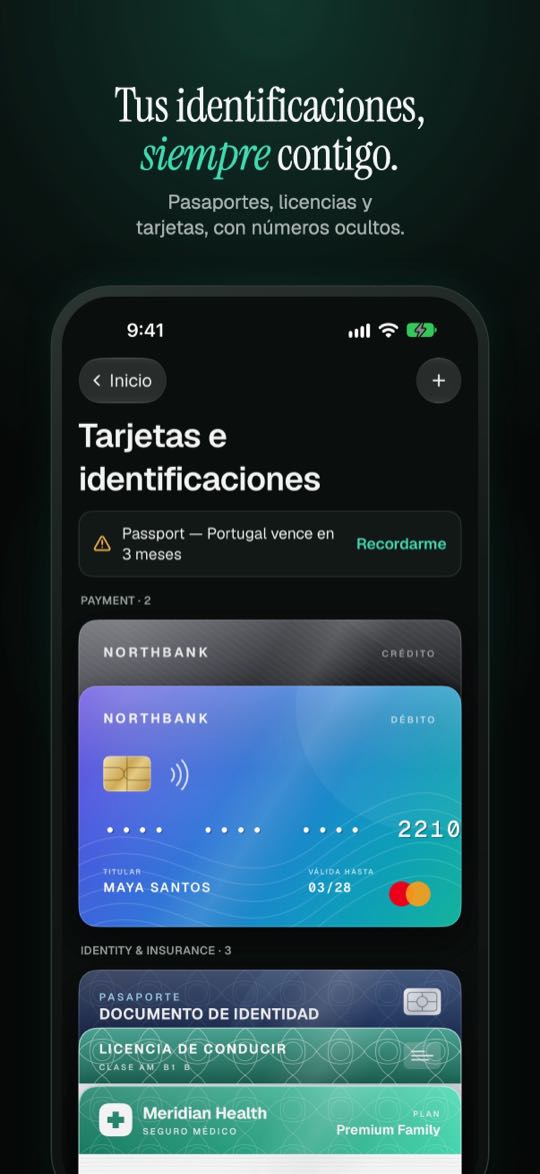 Tus identificaciones,
siempre contigo.
Pasaportes, licencias y
tarjetas, con números ocultos.
9:41
Inicio
+
Tarjetas e
identificaciones
Passport — Portugal vence en
3 meses
Recordarme
PAYMENT · 2
NORTHBANK
CRÉDITO
NORTHBANK
DÉBITO
•••• •••• •••• 2210
TITULAR
VÁLIDA HASTA
MAYA SANTOS
03/28
IDENTITY & INSURANCE · 3
PASAPORTE
DOCUMENTO DE IDENTIDAD
LICENCIA DE CONDUCIR
CLASE AM B1 B
Meridian Health
SEGURO MÉDICO
PLAN
Premium Family